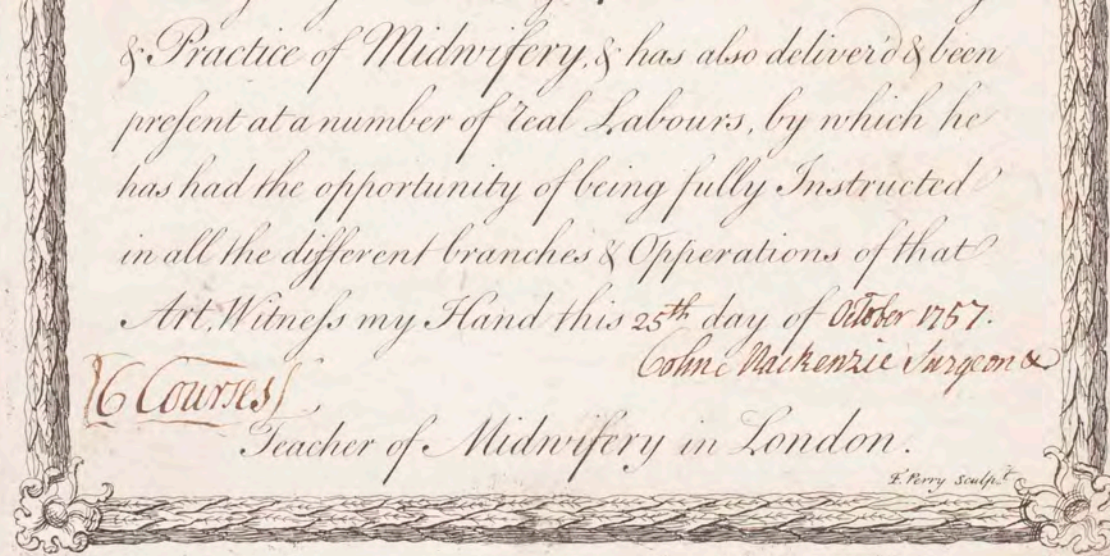 & Practice of Midwifery, & has also deliver'd & been
preſent at a number of real Labours, by which he
has had the opportunity of being fully Instructed
in all the different branches & Opperations of that
Art. Witneſs my Hand this 25th day of October 1757.
Colin Mackenzie Surgeon &
[6 Courses]
Teacher of Midwifery in London.
F. Perry Sculpt.